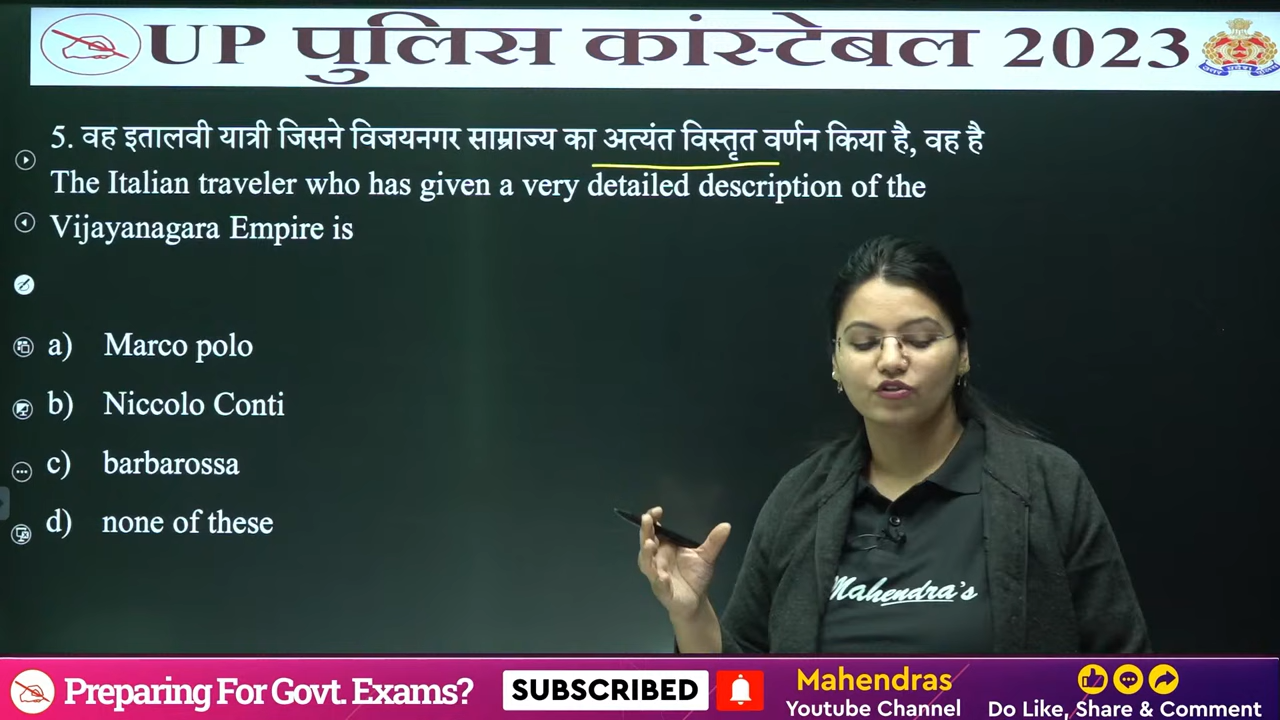 UP पुलिस कांस्टेबल 2023
5. वह इतालवी यात्री जिसने विजयनगर साम्राज्य का अत्यंत विस्तृत वर्णन किया है, वह है
The Italian traveler who has given a very detailed description of the
Vijayanagara Empire is
a) Marco polo
b) Niccolo Conti
c) barbarossa
d) none of these
Mahendra's
Preparing For Govt. Exams?
SUBSCRIBED
Mahendras
Youtube Channel
Do Like, Share & Comment